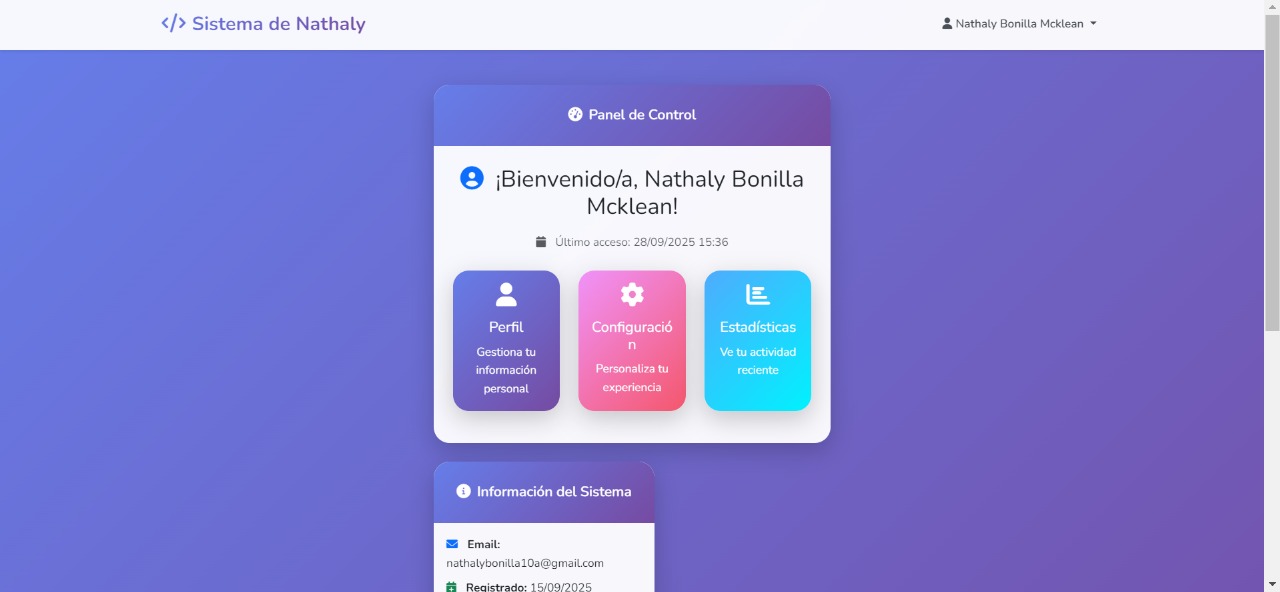 </> Sistema de Nathaly
Nathaly Bonilla Mcklean
Panel de Control
¡Bienvenido/a, Nathaly Bonilla
Mcklean!
Último acceso: 28/09/2025 15:36
Perfil
Gestiona tu
información
personal
Configuració
n
Personaliza tu
experiencia
Estadísticas
Ve tu actividad
reciente
Información del Sistema
Email:
nathalybonilla10a@gmail.com
Registrado: 15/09/2025